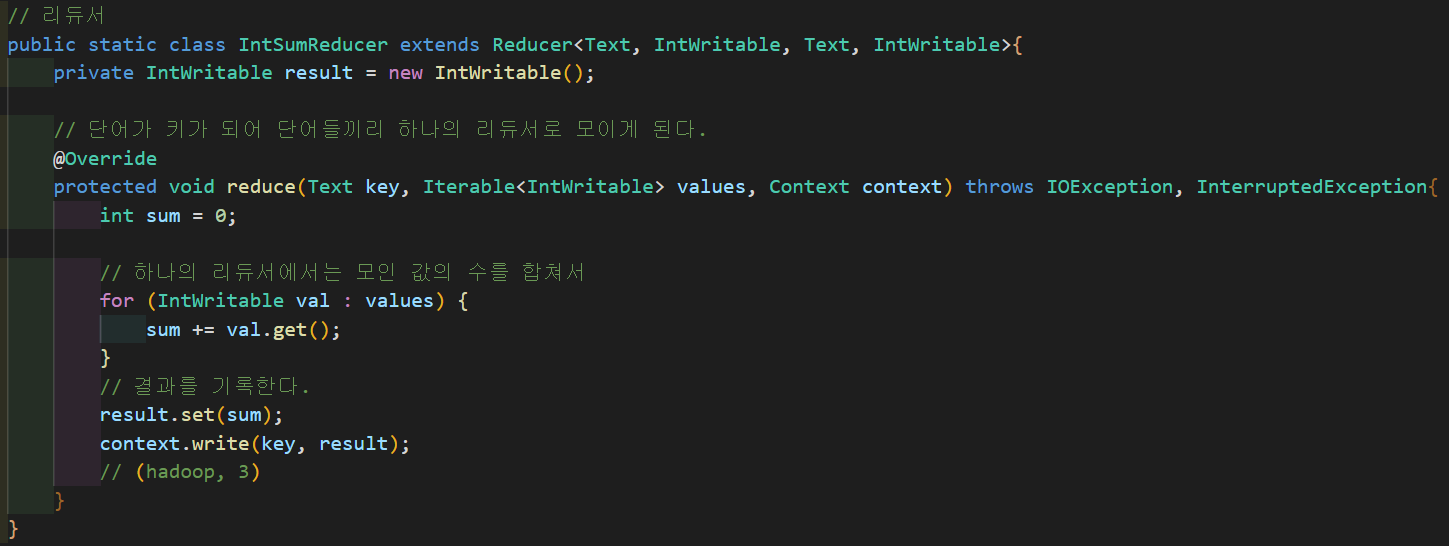 // 리듀서
public static class IntSumReducer extends Reducer<Text, IntWritable, Text, IntWritable>{
private IntWritable result = new IntWritable();
// 단어가 키가 되어 단어들끼리 하나의 리듀서로 모이게 된다.
@Override
protected void reduce(Text key, Iterable<IntWritable> values, Context context) throws IOException, InterruptedException{
int sum = 0;
// 하나의 리듀서에서는 모인 값의 수를 합쳐서
for (IntWritable val : values) {
sum += val.get();
}
// 결과를 기록한다.
result.set(sum);
context.write(key, result);
// (hadoop, 3)
}
}